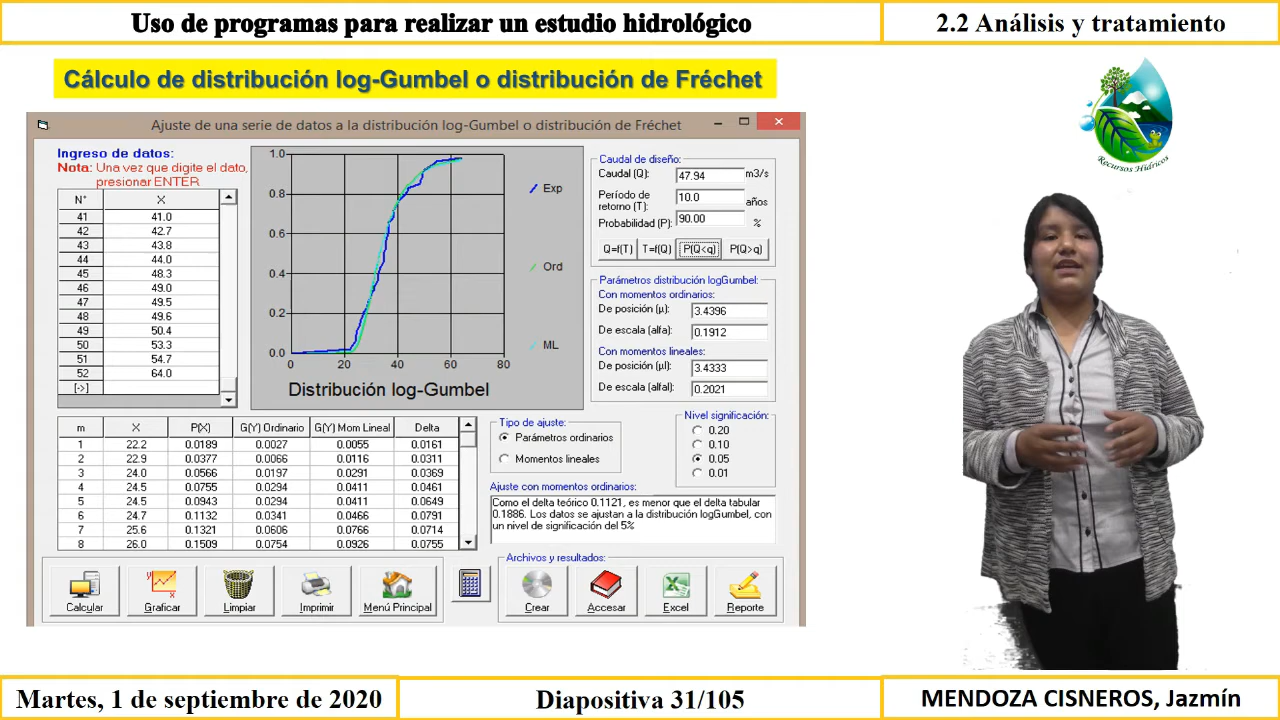 Uso de programas para realizar un estudio hidrológico
2.2 Análisis y tratamiento
Cálculo de distribución log-Gumbel o distribución de Fréchet
Recursos Hídricos
Ajuste de una serie de datos a la distribución log-Gumbel o distribución de Fréchet
Ingreso de datos:
Nota: Una vez que digite el dato,
presionar ENTER
N° X
41 41.0
42 42.7
43 43.8
44 44.0
45 48.3
46 49.0
47 49.5
48 49.6
49 50.4
50 53.3
51 54.7
52 64.0
[->]
1.0
0.8
0.6
0.4
0.2
0.0
0 20 40 60 80
Exp
Ord
ML
Distribución log-Gumbel
Caudal de diseño:
Caudal (Q): 47.94 m3/s
Período de
retorno (T): 10.0 años
Probabilidad (P): 90.00 %
Q=f(T) T=f(Q) P(Q<q) P(Q>q)
Parámetros distribución logGumbel:
Con momentos ordinarios:
De posición (µ): 3.4396
De escala (alfa): 0.1912
Con momentos lineales:
De posición (µl): 3.4333
De escala (alfal): 0.2021
m X P(X) G(Y) Ordinario G(Y) Mom Lineal Delta
1 22.2 0.0189 0.0027 0.0055 0.0161
2 22.9 0.0377 0.0066 0.0116 0.0311
3 24.0 0.0566 0.0197 0.0291 0.0369
4 24.5 0.0755 0.0294 0.0411 0.0461
5 24.5 0.0943 0.0294 0.0411 0.0649
6 24.7 0.1132 0.0341 0.0466 0.0791
7 25.6 0.1321 0.0606 0.0766 0.0714
8 26.0 0.1509 0.0754 0.0926 0.0755
Tipo de ajuste:
Parámetros ordinarios
Momentos lineales
Nivel significación:
0.20
0.10
0.05
0.01
Ajuste con momentos ordinarios:
Como el delta teórico 0.1121, es menor que el delta tabular
0.1886. Los datos se ajustan a la distribución logGumbel, con
un nivel de significación del 5%
Archivos y resultados:
Calcular Graficar Limpiar Imprimir Menú Principal Crear Accesar Excel Reporte
Martes, 1 de septiembre de 2020
Diapositiva 31/105
MENDOZA CISNEROS, Jazmín